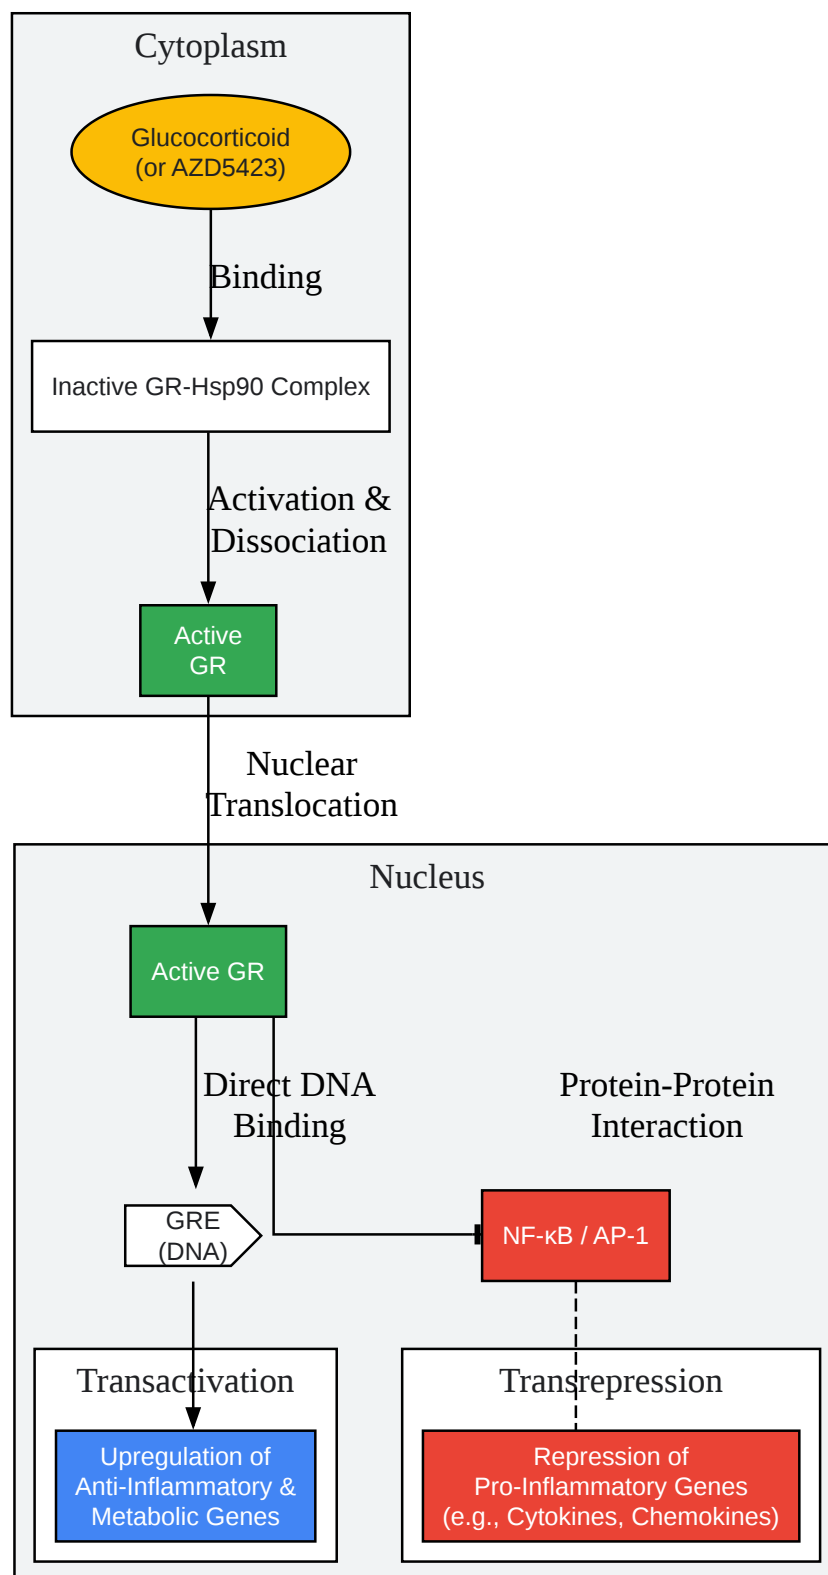 Cytoplasm
Glucocorticoid
(or AZD5423)
Binding
Inactive GR-Hsp90 Complex
Activation &
Dissociation
Active
GR
Nuclear
Translocation
Nucleus
Active GR
Direct DNA
Binding
Protein-Protein
Interaction
GRE
(DNA)
NF-κB / AP-1
Transactivation
Upregulation of
Anti-Inflammatory &
Metabolic Genes
Transrepression
Repression of
Pro-Inflammatory Genes
(e.g., Cytokines, Chemokines)